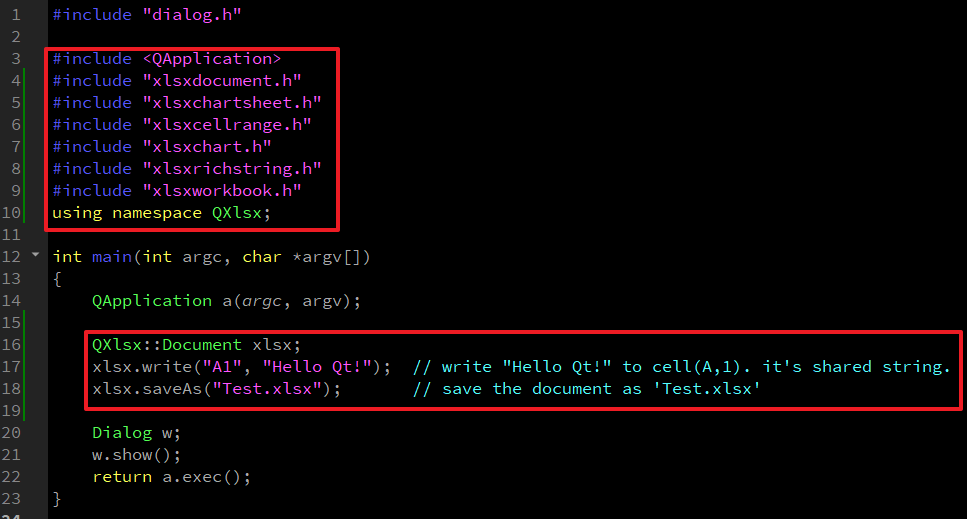 1 #include "dialog.h"
2
3 #include <QApplication>
4 #include "xlsxdocument.h"
5 #include "xlsxchartsheet.h"
6 #include "xlsxcellrange.h"
7 #include "xlsxchart.h"
8 #include "xlsxrichstring.h"
9 #include "xlsxworkbook.h"
10 using namespace QXlsx;
11
12 int main(int argc, char *argv[])
13 {
14     QApplication a(argc, argv);
15
16     QXlsx::Document xlsx;
17     xlsx.write("A1", "Hello Qt!");  // write "Hello Qt!" to cell(A,1). it's shared string.
18     xlsx.saveAs("Test.xlsx");       // save the document as 'Test.xlsx'
19
20     Dialog w;
21     w.show();
22     return a.exec();
23 }
24